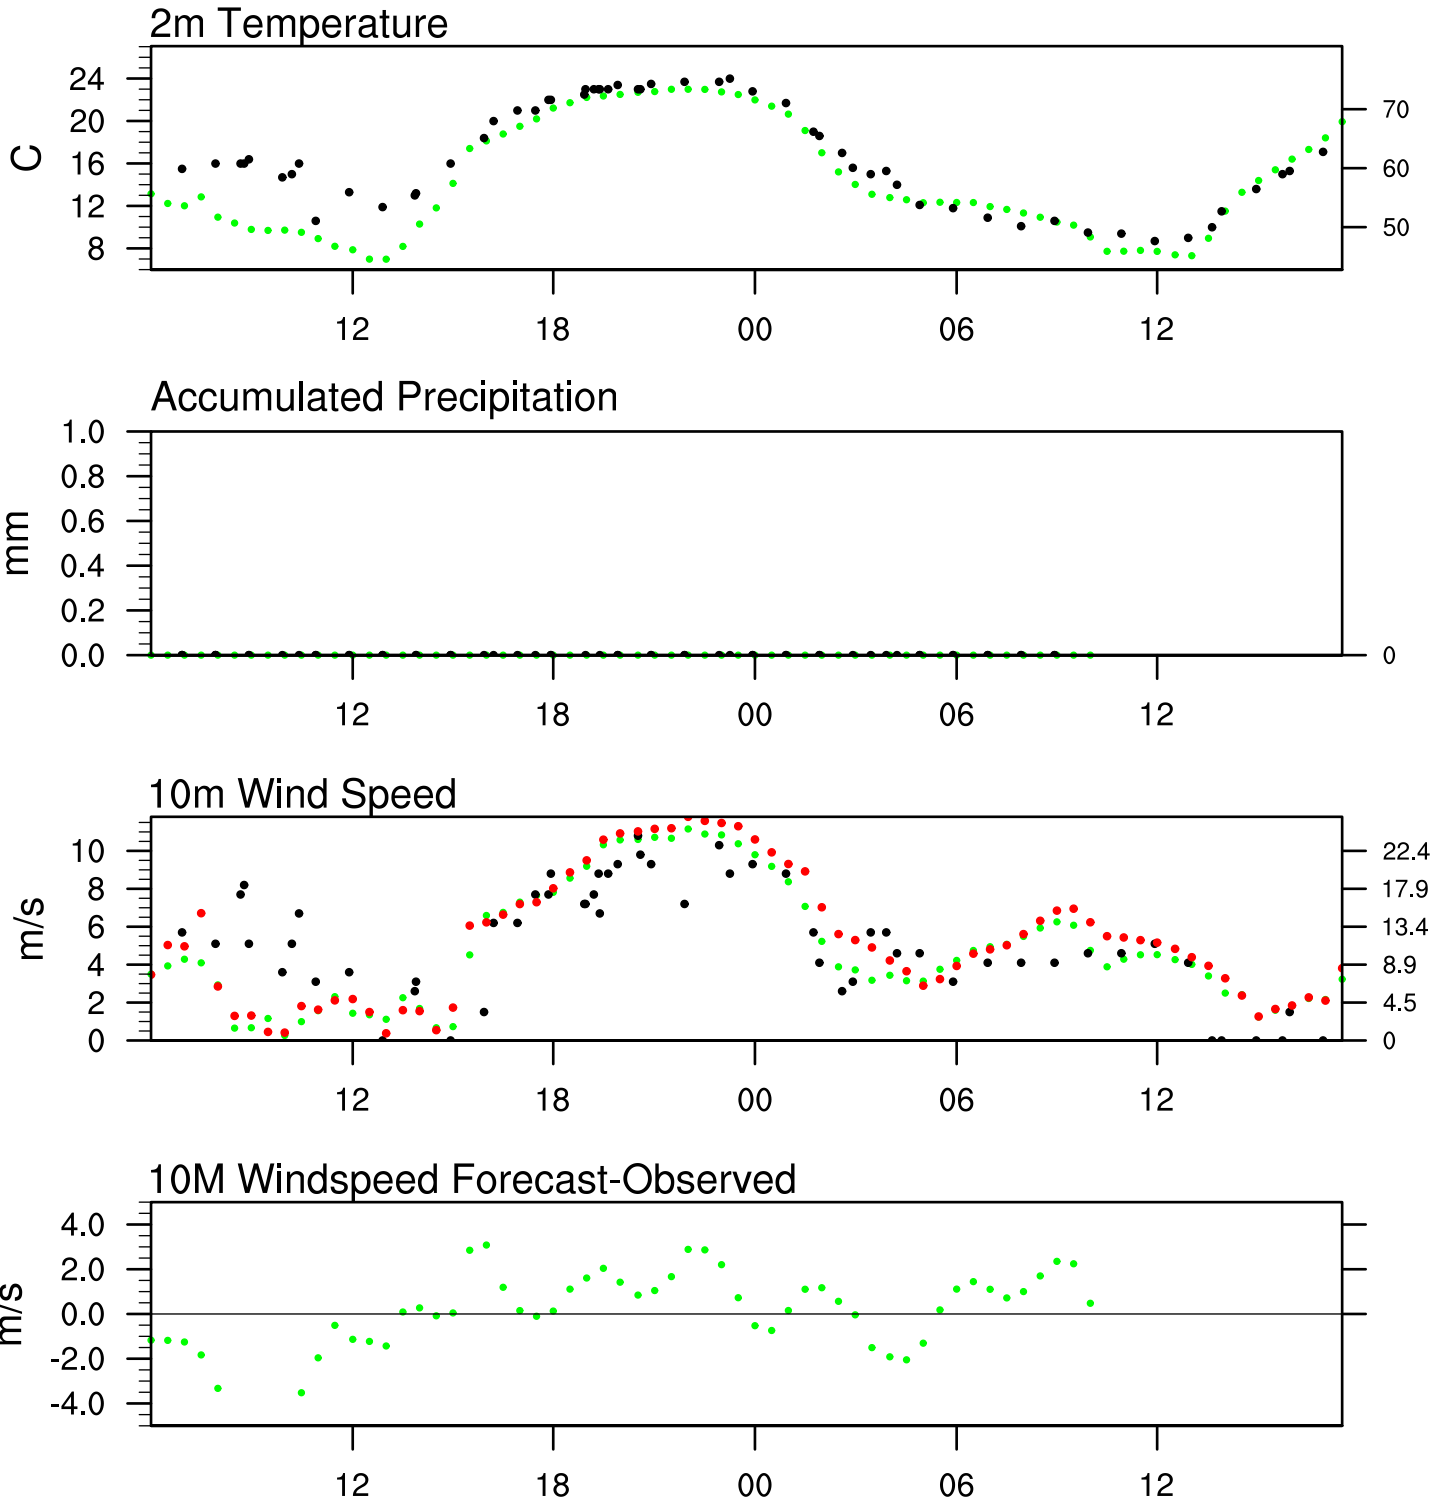 2m Temperature
24
20
16
12
8
C
70
60
50
12 18 00 06 12
Accumulated Precipitation
1.0
0.8
0.6
0.4
0.2
0.0
mm
0
12 18 00 06 12
10m Wind Speed
10
8
6
4
2
0
m/s
22.4
17.9
13.4
8.9
4.5
0
12 18 00 06 12
10M Windspeed Forecast-Observed
4.0
2.0
0.0
-2.0
-4.0
m/s
12 18 00 06 12